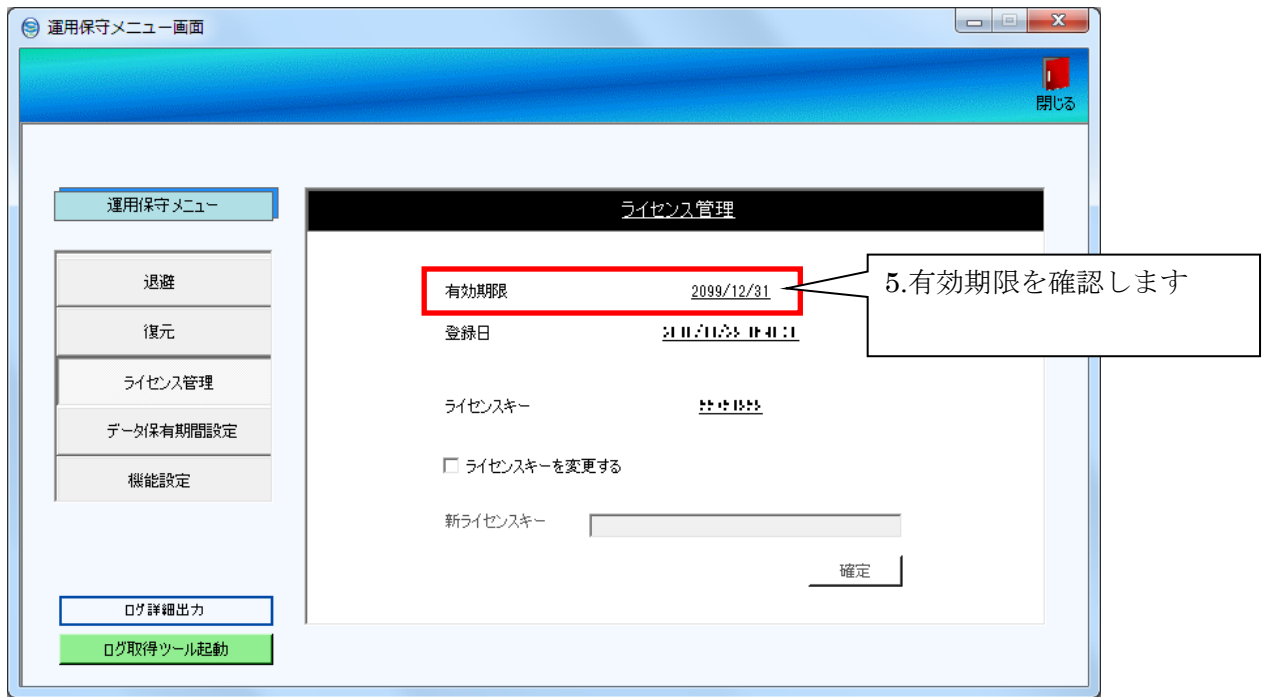 運用保守メニュー画面
閉じる
運用保守メニュー
退避
復元
ライセンス管理
データ保有期間設定
機能設定
ログ詳細出力
ログ取得ツール起動
ライセンス管理
有効期限 2099/12/31
登録日
ライセンスキー
ライセンスキーを変更する
新ライセンスキー
確定
5.有効期限を確認します